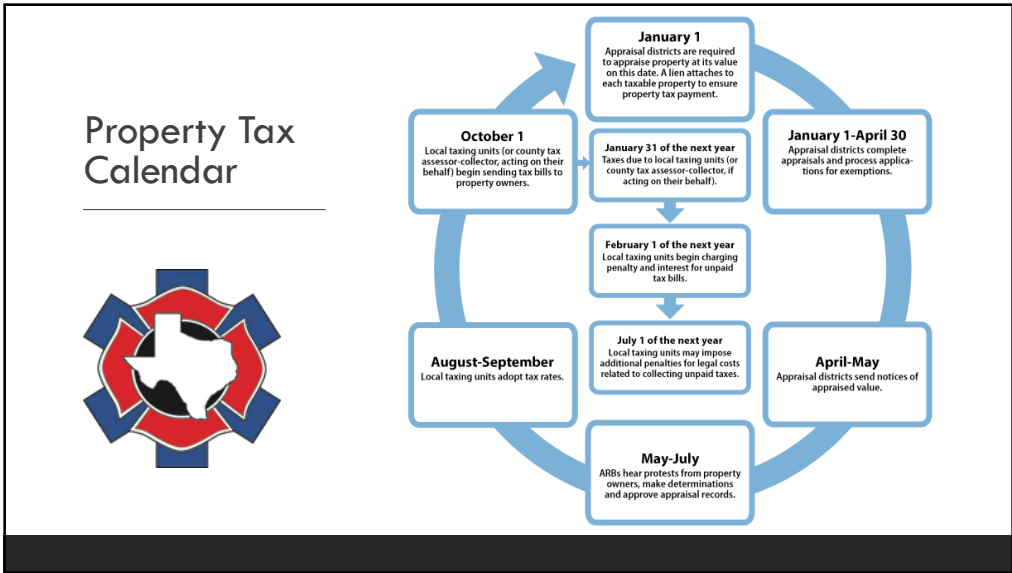 Property Tax
Calendar
January 1
Appraisal districts are required
to appraise property at its value
on this date. A lien attaches to
each taxable property to ensure
property tax payment.
January 1-April 30
Appraisal districts complete
appraisals and process applica-
tions for exemptions.
April-May
Appraisal districts send notices of
appraised value.
May-July
ARBs hear protests from property
owners, make determinations
and approve appraisal records.
August-September
Local taxing units adopt tax rates.
October 1
Local taxing units (or county tax
assessor-collector, acting on their
behalf) begin sending tax bills to
property owners.
January 31 of the next year
Taxes due to local taxing units (or
county tax assessor-collector, if
acting on their behalf).
February 1 of the next year
Local taxing units begin charging
penalty and interest for unpaid
tax bills.
July 1 of the next year
Local taxing units may impose
additional penalties for legal costs
related to collecting unpaid taxes.